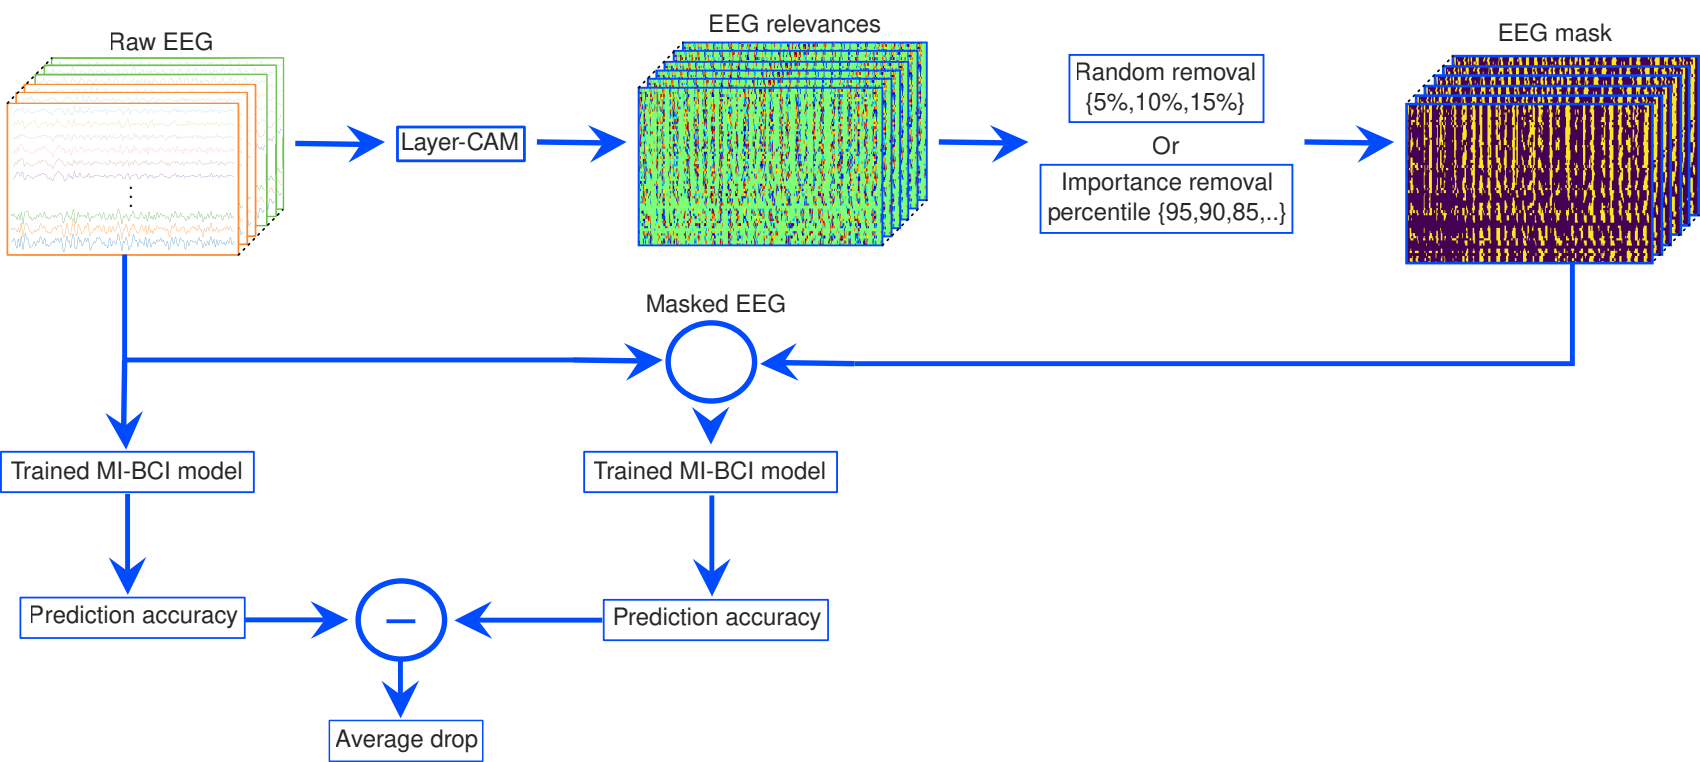 Raw EEG
EEG relevances
EEG mask
Layer-CAM
Random removal
{5%,10%,15%}
Or
Importance removal
percentile {95,90,85,..}
Masked EEG
Trained MI-BCI model
Trained MI-BCI model
Prediction accuracy
Prediction accuracy
–
Average drop